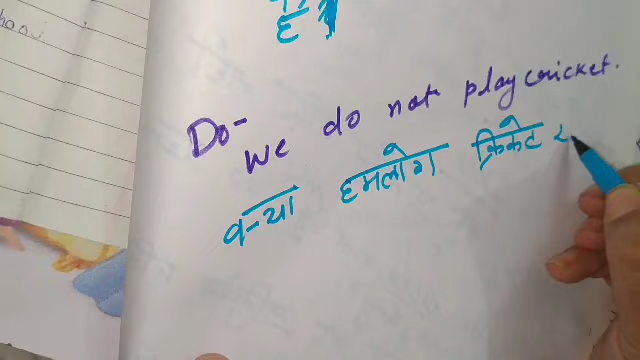 Do-
We do not play cricket.
क्या हमलोग क्रिकेट